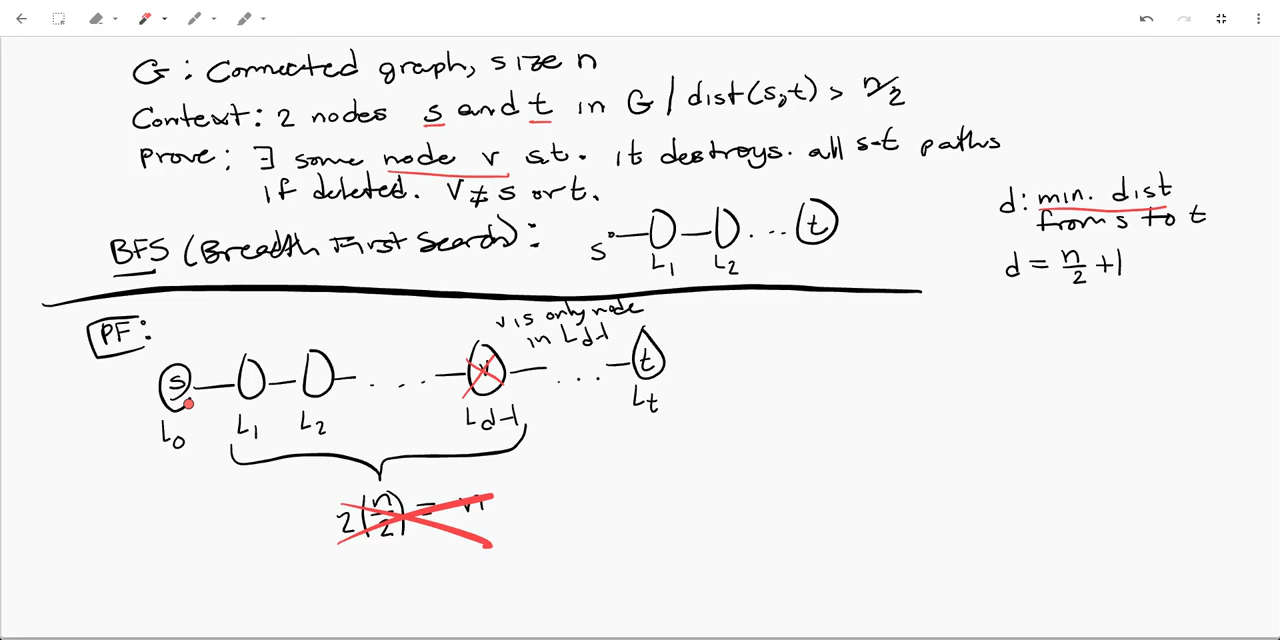 G : Connected graph, size n
Context: 2 nodes s and t in G / dist(s,t) > n/2
Prove: ∃ some node v s.t. it destroys all s-t paths
if deleted. V ≠ s or t.
BFS (Breadth First Search):
s
L1
L2
...
t
d: min. dist
from s to t
d = n/2 + 1
PF:
v is only node
in Ld-1
s
...
v
...
t
L0
L1
L2
Ld-1
Lt
2(n/2) = n